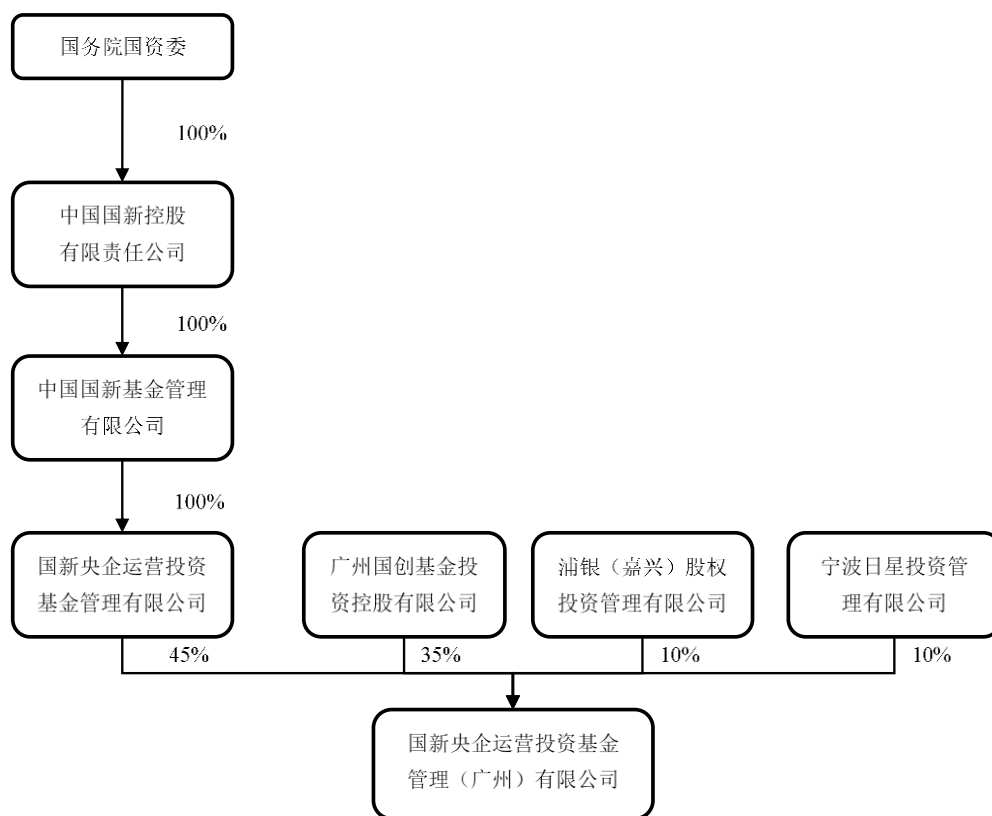 国务院国资委
100%
中国国新控股
有限责任公司
100%
中国国新基金管理
有限公司
100%
国新央企运营投资
基金管理有限公司
广州国创基金投
资控股有限公司
浦银（嘉兴）股权
投资管理有限公司
宁波日星投资管
理有限公司
45%
35%
10%
10%
国新央企运营投资基金
管理（广州）有限公司